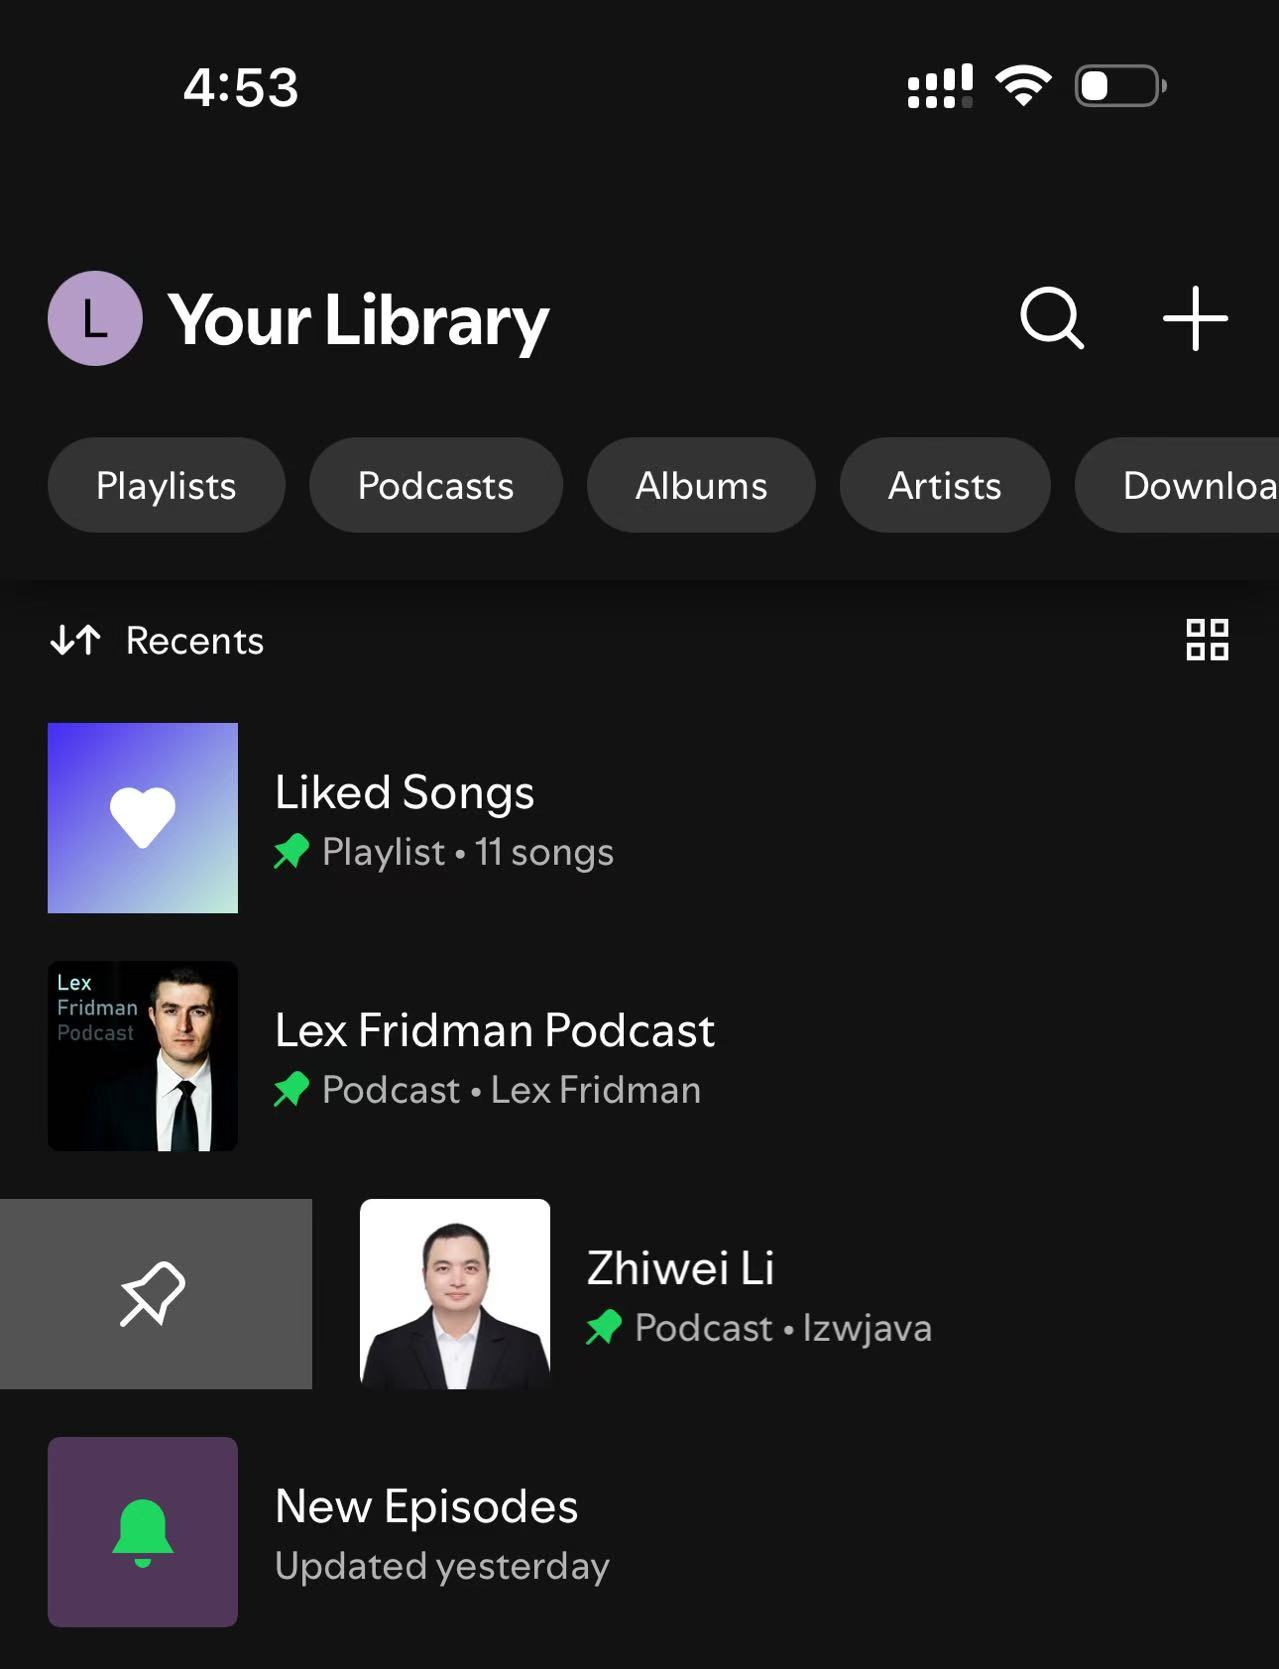 4:53
L
Your Library
Playlists
Podcasts
Albums
Artists
Downloa
Recents
Liked Songs
Playlist • 11 songs
Lex
Fridman
Podcast
Lex Fridman Podcast
Podcast • Lex Fridman
Zhiwei Li
Podcast • lzwjava
New Episodes
Updated yesterday